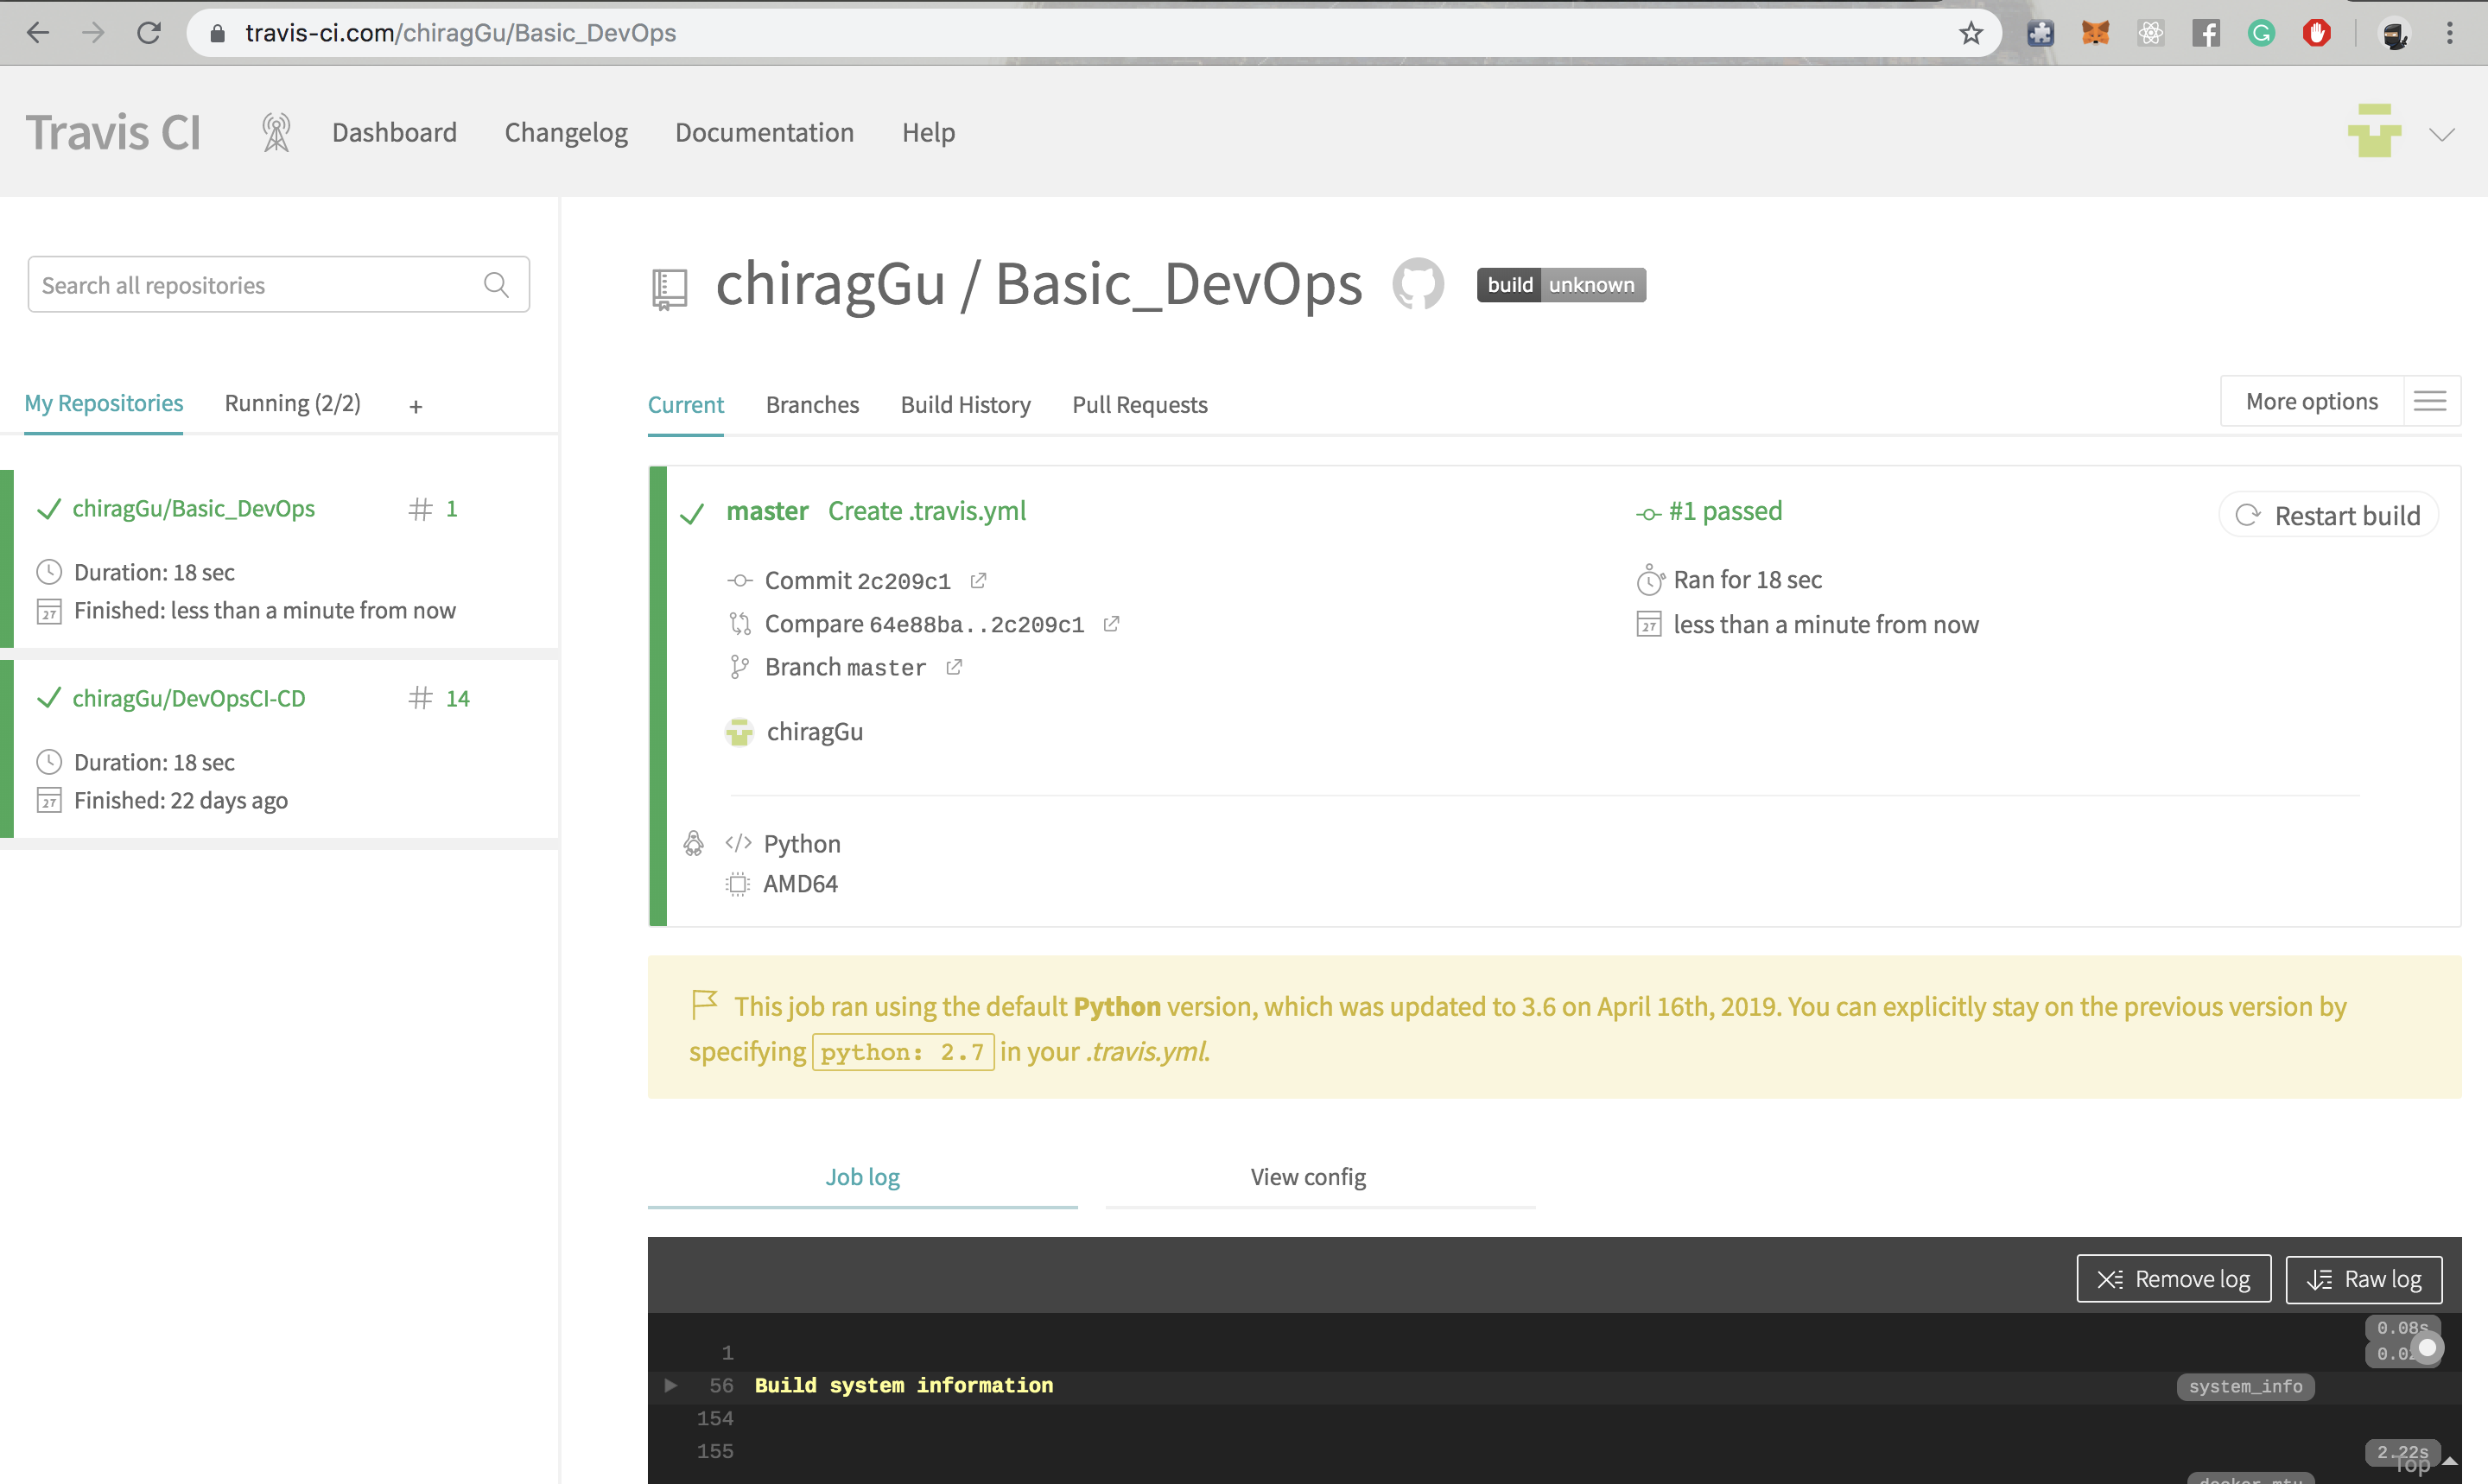 travis-ci.com/chiragGu/Basic_DevOps
Travis CI
Dashboard
Changelog
Documentation
Help
Search all repositories
My Repositories
Running (2/2)
+
chiragGu/Basic_DevOps
# 1
Duration: 18 sec
27 Finished: less than a minute from now
chiragGu/DevOpsCI-CD
# 14
Duration: 18 sec
27 Finished: 22 days ago
chiragGu / Basic_DevOps
build unknown
Current
Branches
Build History
Pull Requests
More options
master Create .travis.yml
Commit 2c209c1
Compare 64e88ba..2c209c1
Branch master
chiragGu
#1 passed
Ran for 18 sec
27 less than a minute from now
Restart build
</> Python
AMD64
This job ran using the default Python version, which was updated to 3.6 on April 16th, 2019. You can explicitly stay on the previous version by
specifying python: 2.7 in your .travis.yml.
Job log
View config
Remove log
Raw log
0.08s
1
56 Build system information
system_info
154
155
2.22s
Top